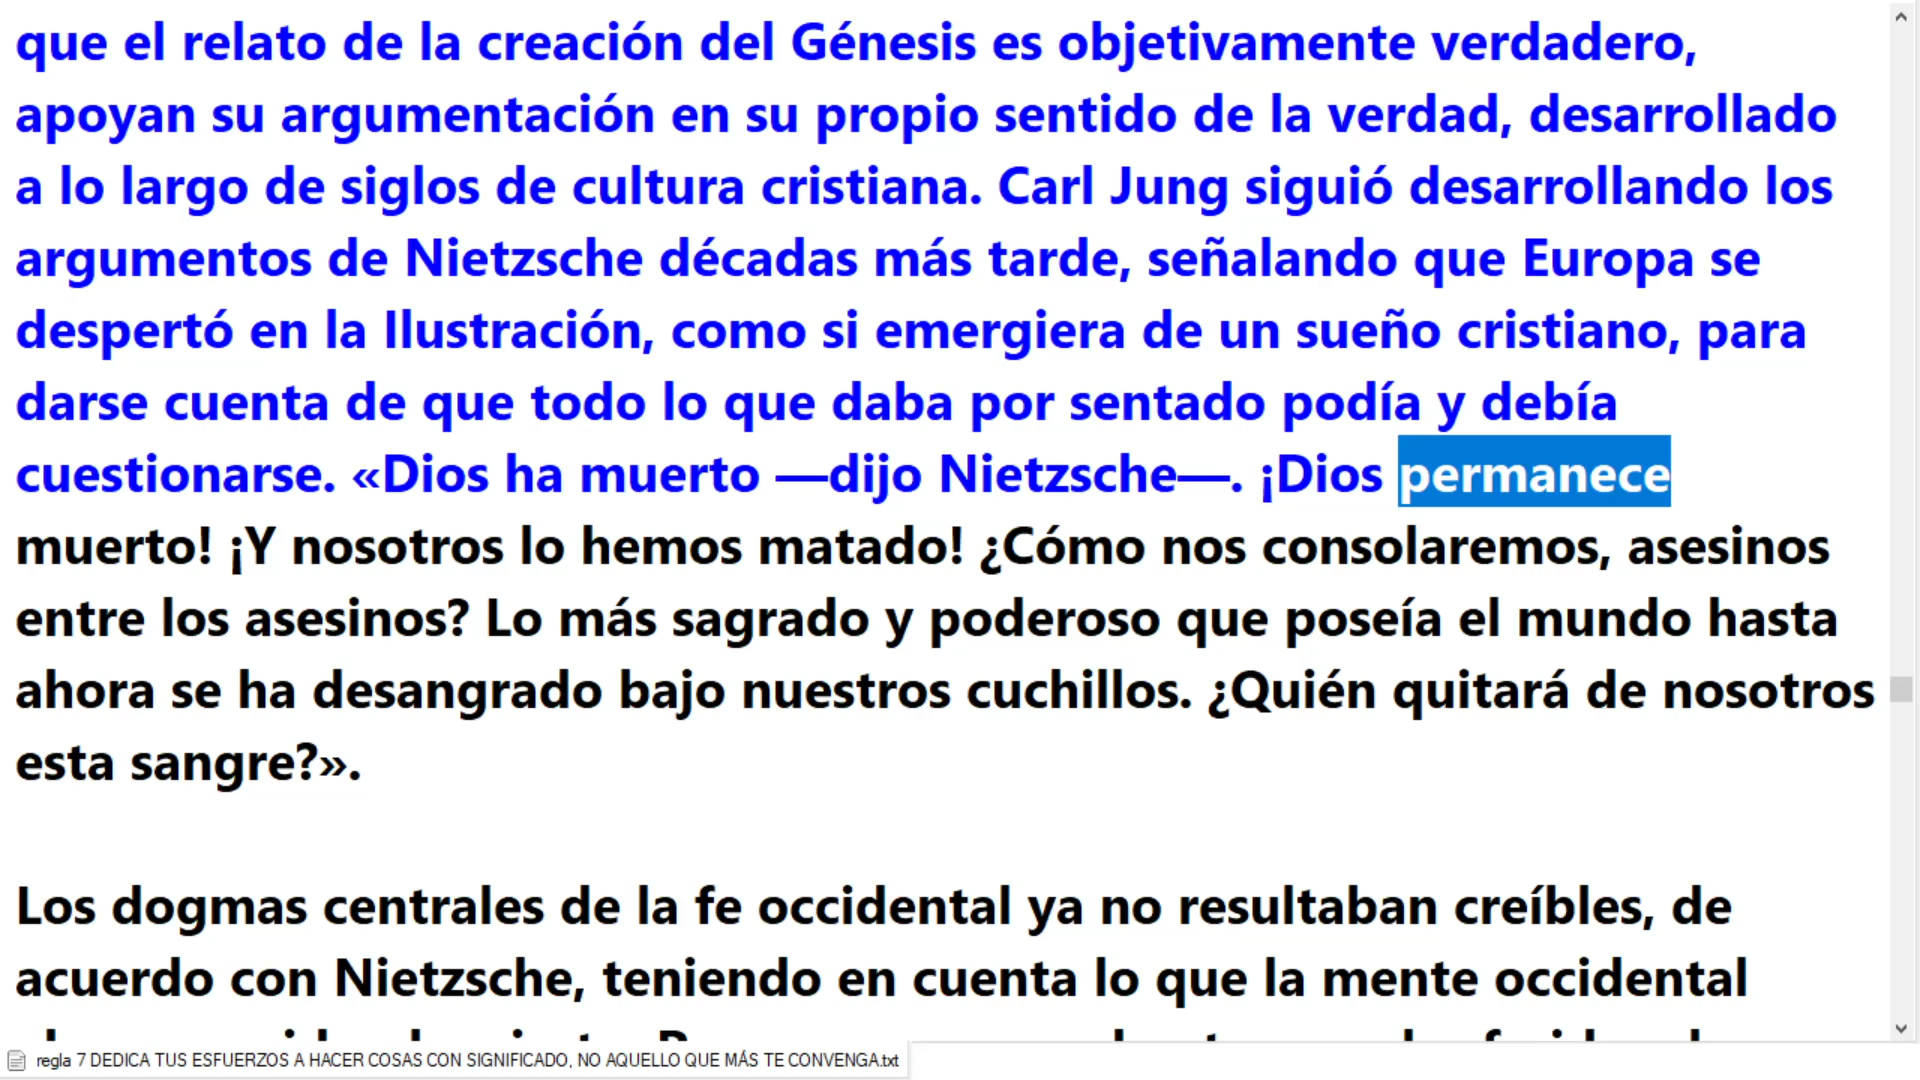 que el relato de la creación del Génesis es objetivamente verdadero,
apoyan su argumentación en su propio sentido de la verdad, desarrollado
a lo largo de siglos de cultura cristiana. Carl Jung siguió desarrollando los
argumentos de Nietzsche décadas más tarde, señalando que Europa se
despertó en la Ilustración, como si emergiera de un sueño cristiano, para
darse cuenta de que todo lo que daba por sentado podía y debía
cuestionarse. «Dios ha muerto —dijo Nietzsche—. ¡Dios permanece
muerto! ¡Y nosotros lo hemos matado! ¿Cómo nos consolaremos, asesinos
entre los asesinos? Lo más sagrado y poderoso que poseía el mundo hasta
ahora se ha desangrado bajo nuestros cuchillos. ¿Quién quitará de nosotros
esta sangre?».
Los dogmas centrales de la fe occidental ya no resultaban creíbles, de
acuerdo con Nietzsche, teniendo en cuenta lo que la mente occidental
regla 7 DEDICA TUS ESFUERZOS A HACER COSAS CON SIGNIFICADO, NO AQUELLO QUE MÁS TE CONVENGA.txt